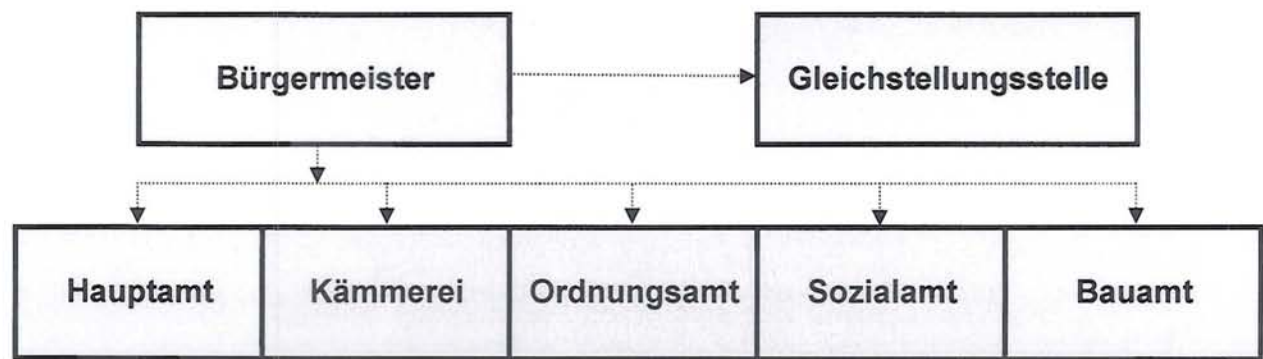 Bürgermeister
Gleichstellungsstelle
Hauptamt
Kämmerei
Ordnungsamt
Sozialamt
Bauamt